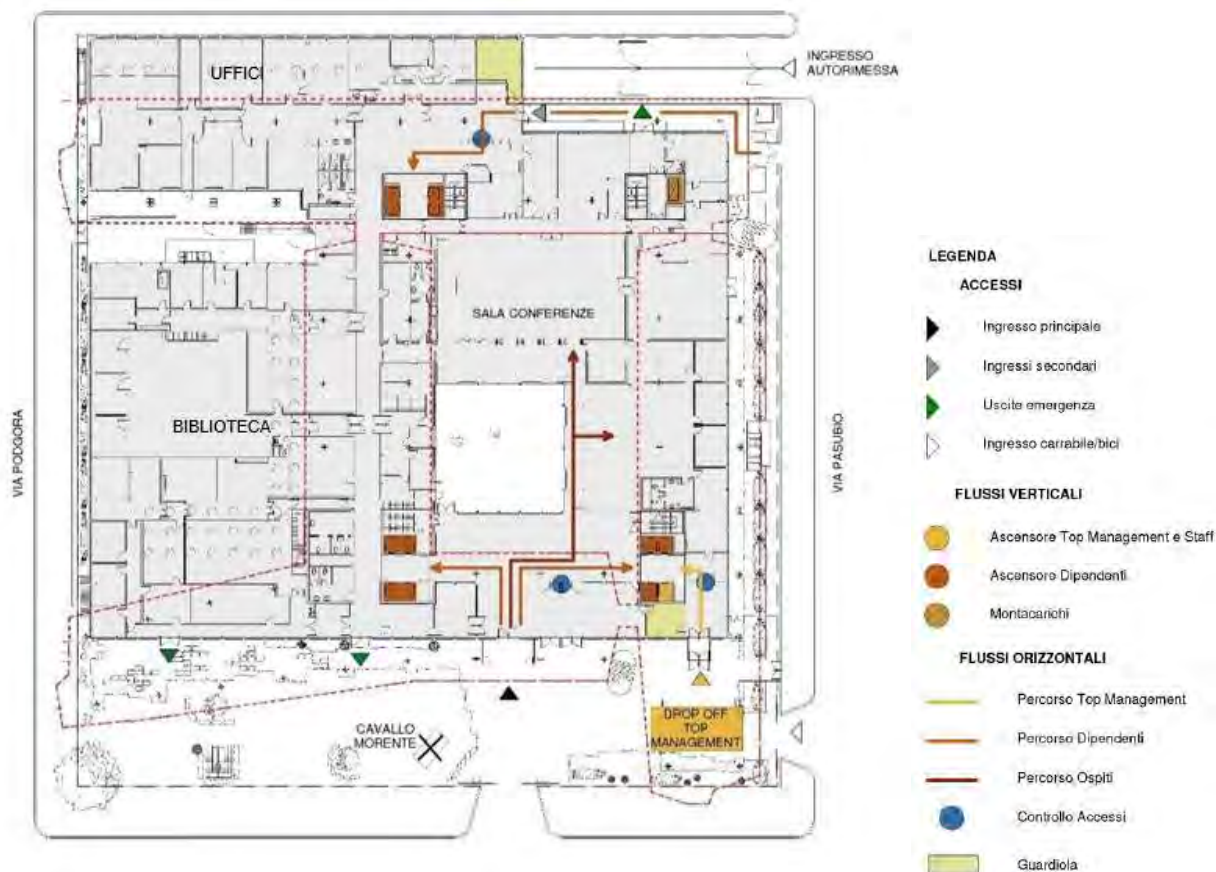 UFFICI
INGRESSO
AUTORIMESSA
SALA CONFERENZE
BIBLIOTECA
VIA PODGORA
VIA PASUBIO
CAVALLO
MORENTE
DROP OFF
TOP
MANAGEMENT
LEGENDA
ACCESSI
Ingresso principale
Ingressi secondari
Uscite emergenza
Ingresso carrabile/bici
FLUSSI VERTICALI
Ascensore Top Management e Staff
Ascensore Dipendenti
Montacarichi
FLUSSI ORIZZONTALI
Percorso Top Management
Percorso Dipendenti
Percorso Ospiti
Controllo Accessi
Guardiola